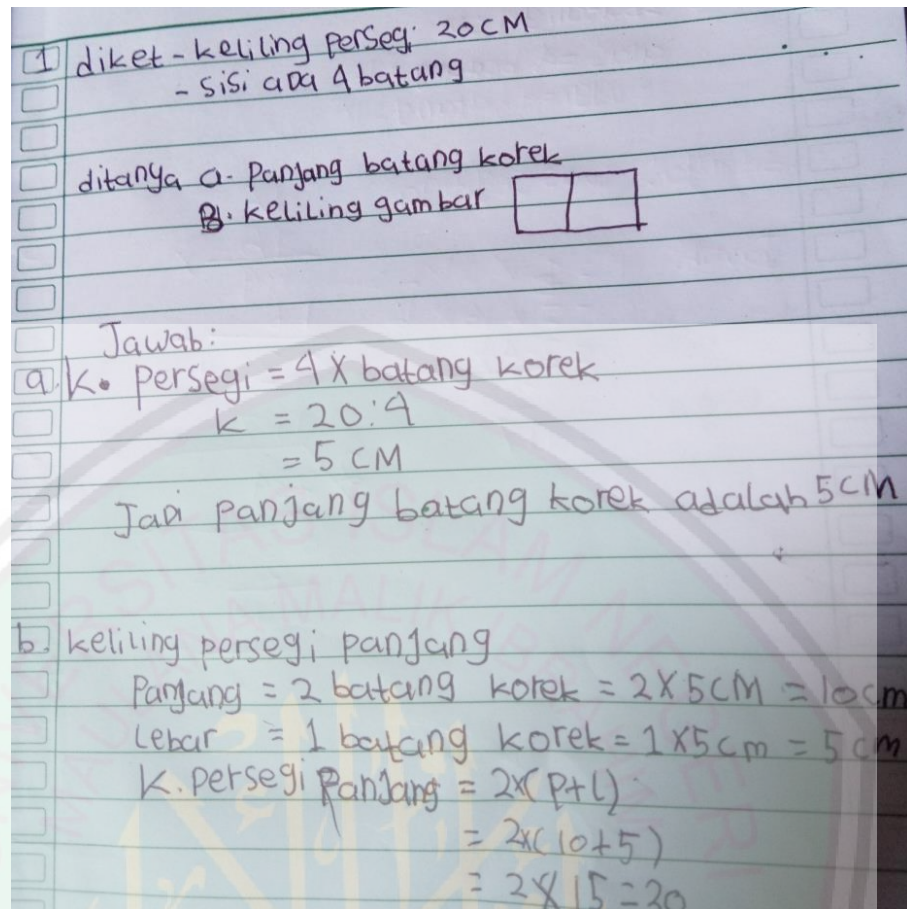 1 diket - keliling persegi 20 CM
- sisi ada 4 batang
ditanya a. Panjang batang korek
B. keliling gambar
Jawab:
a. K. persegi = 4 X batang korek
k = 20:4
= 5 CM
Jadi panjang batang korek adalah 5 CM
b. keliling persegi panjang
Panjang = 2 batang korek = 2 X 5 CM = 10 cm
Lebar = 1 batang korek = 1 X 5 cm = 5 cm
K. persegi Panjang = 2x(P+l)
= 2x(10+5)
= 2 X 15 = 30